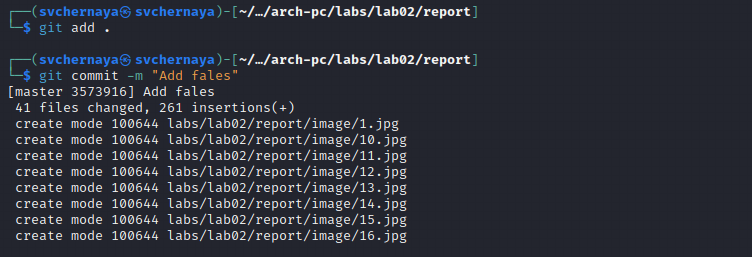 ┌──(svchernaya㉿ svchernaya)-[~/…/arch-pc/labs/lab02/report]
└─$ git add .
┌──(svchernaya㉿ svchernaya)-[~/…/arch-pc/labs/lab02/report]
└─$ git commit -m "Add fales"
[master 3573916] Add fales
41 files changed, 261 insertions(+)
create mode 100644 labs/lab02/report/image/1.jpg
create mode 100644 labs/lab02/report/image/10.jpg
create mode 100644 labs/lab02/report/image/11.jpg
create mode 100644 labs/lab02/report/image/12.jpg
create mode 100644 labs/lab02/report/image/13.jpg
create mode 100644 labs/lab02/report/image/14.jpg
create mode 100644 labs/lab02/report/image/15.jpg
create mode 100644 labs/lab02/report/image/16.jpg